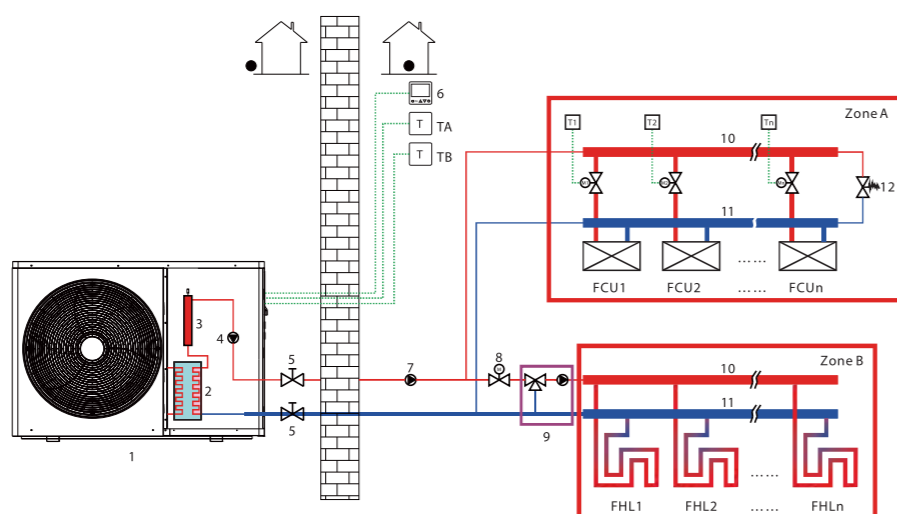 6
T TA
T TB
Zone A
T1 T2 Tn
10
12
11
FCU1 FCU2 ...... FCUn
3
4
2
5
5
1
7
8
9
Zone B
10
11
FHL1 FHL2 ...... FHLn